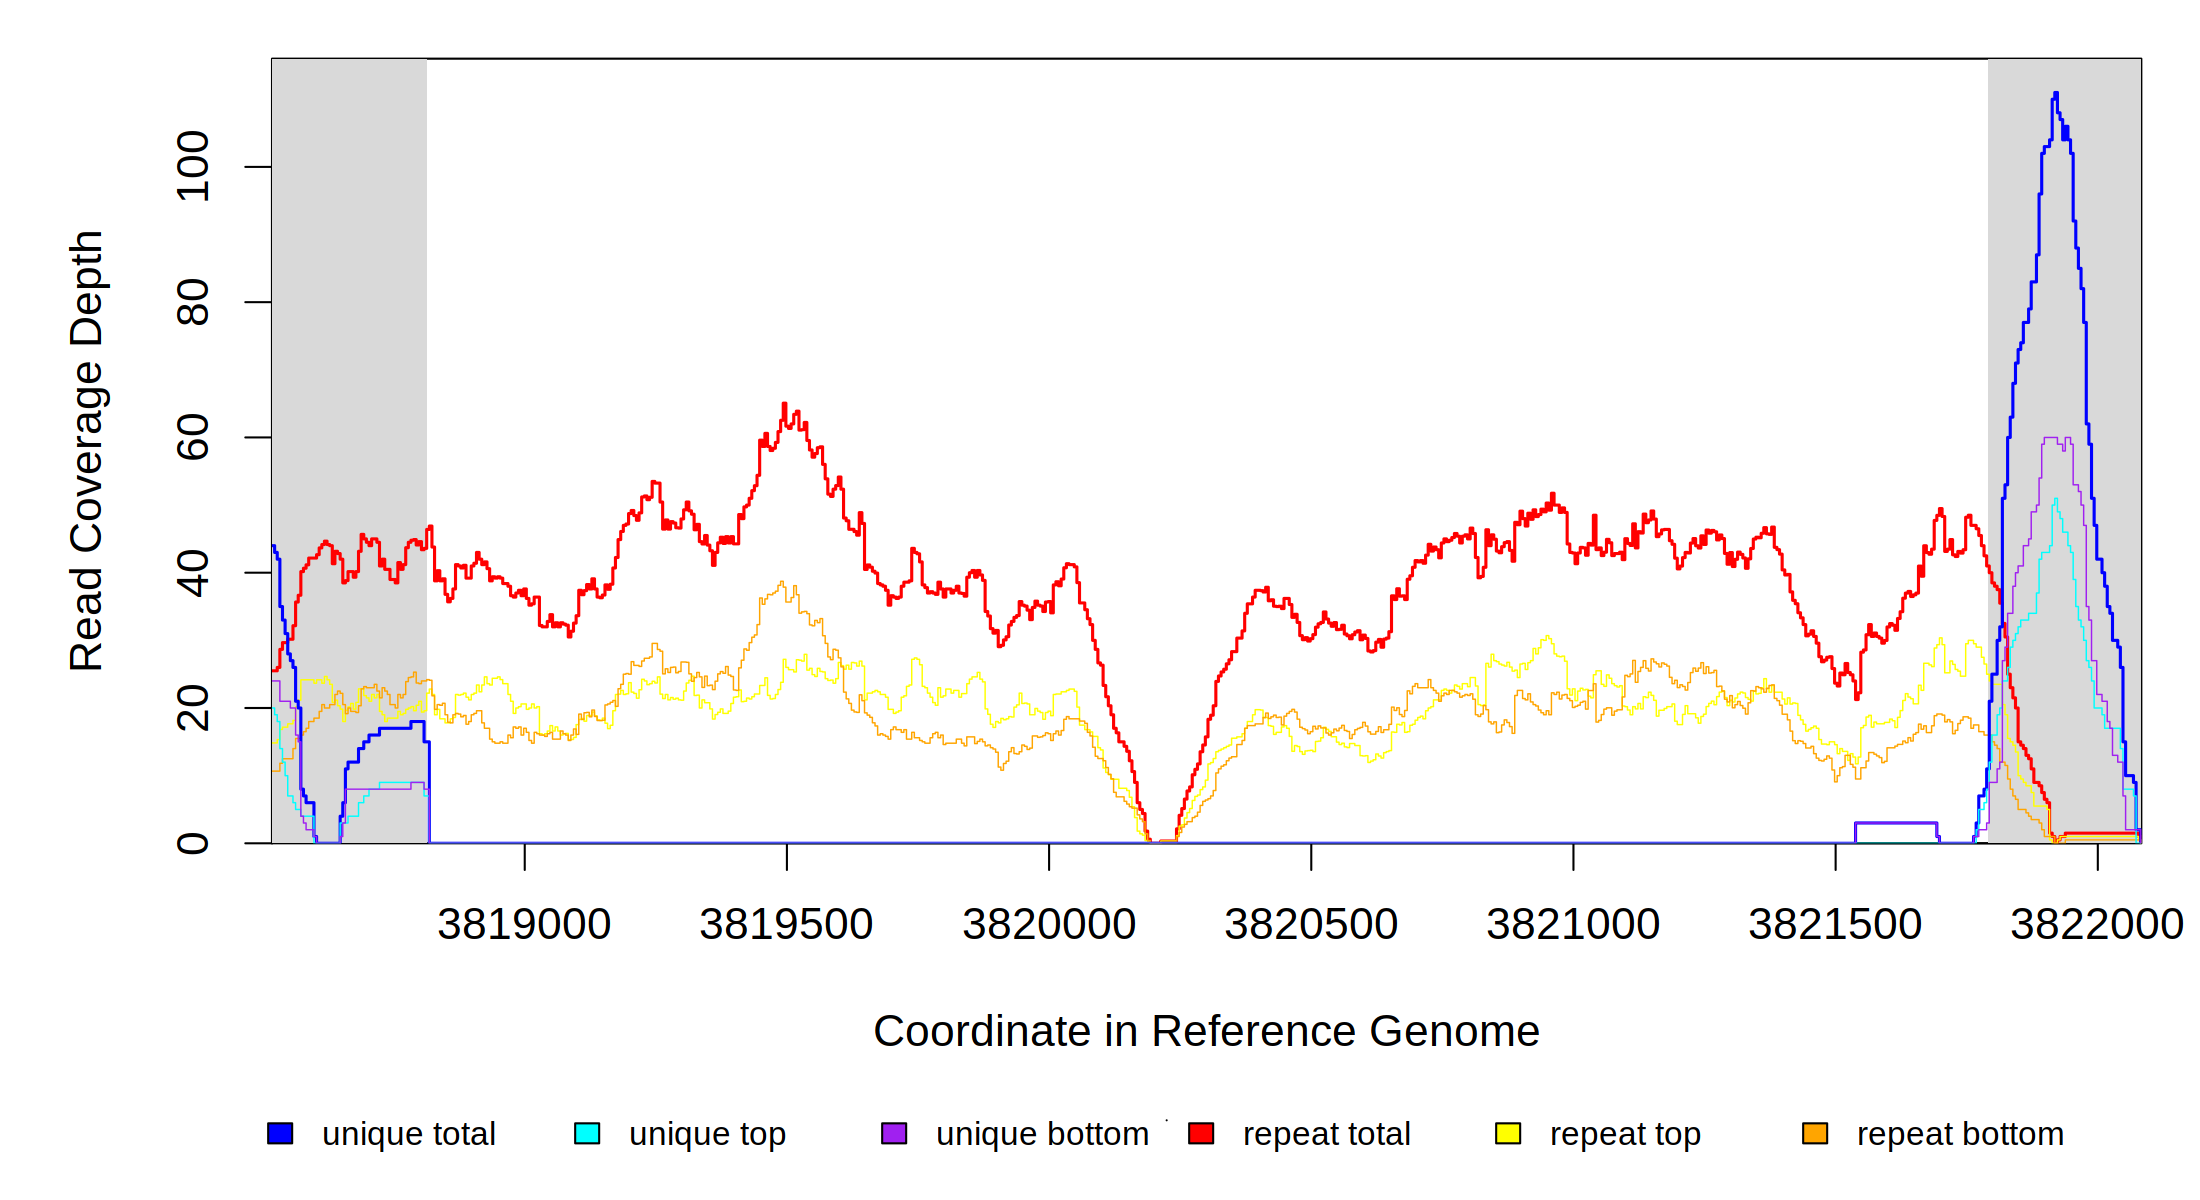 Read Coverage Depth
100
80
60
40
20
0
3819000 3819500 3820000 3820500 3821000 3821500 3822000
Coordinate in Reference Genome
unique total unique top unique bottom repeat total repeat top repeat bottom